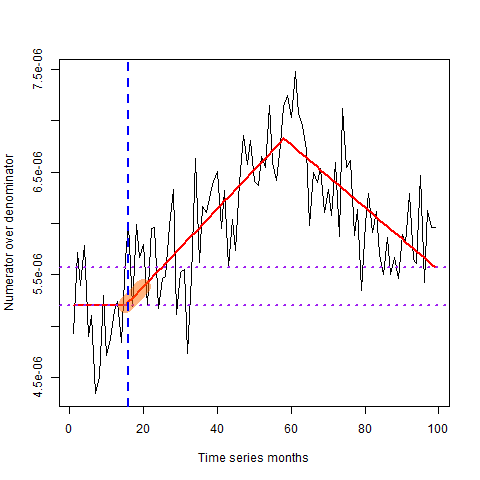 Numerator over denominator
7.5e-06
6.5e-06
5.5e-06
4.5e-06
0 20 40 60 80 100
Time series months